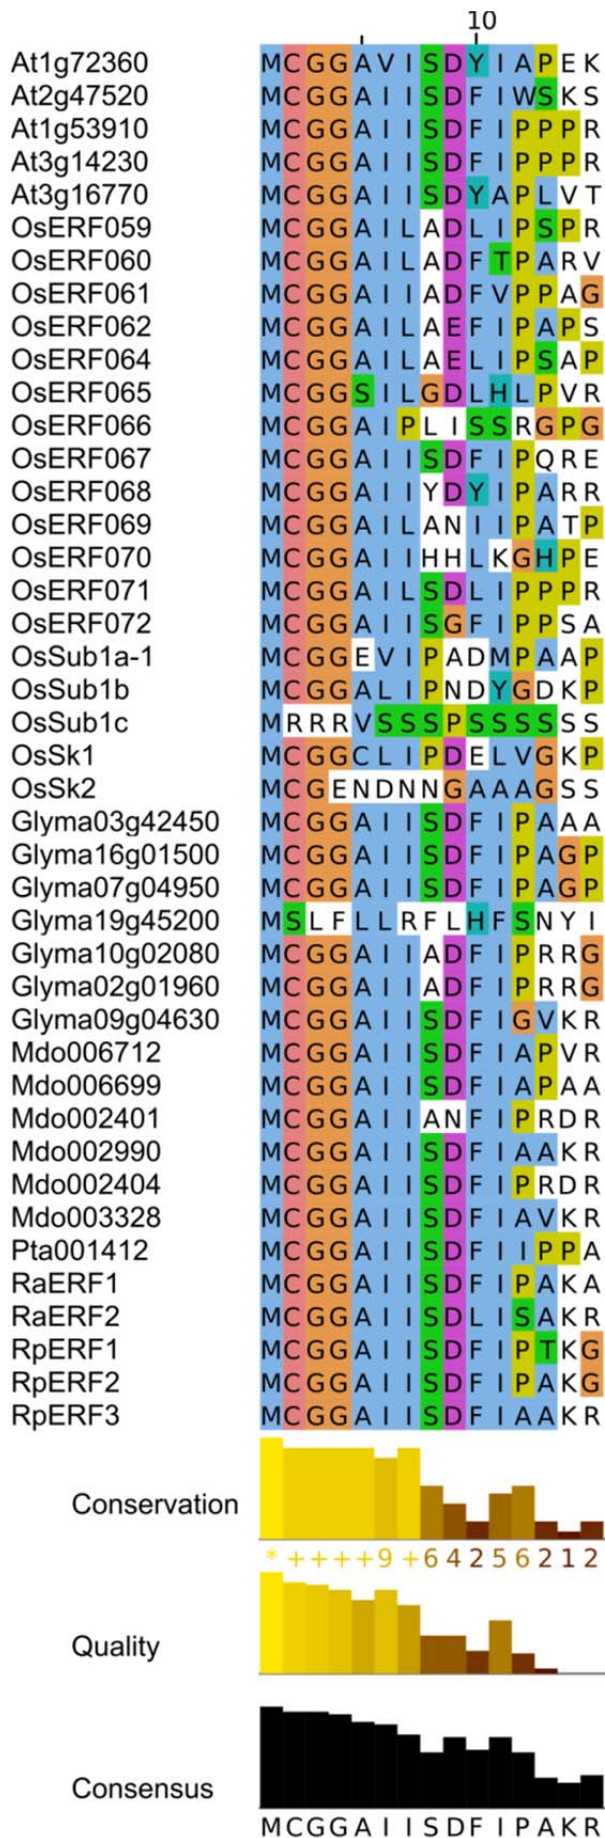 10
At1g72360 MCGGAVISDYIAPEK
At2g47520 MCGGAIISDFIWSKS
At1g53910 MCGGAIISDFIPPPR
At3g14230 MCGGAIISDFIPPPR
At3g16770 MCGGAIISDYAPLVT
OsERF059 MCGGAILADLIPSPR
OsERF060 MCGGAILADFTPARV
OsERF061 MCGGAIIADFVPPAG
OsERF062 MCGGAILAEFIPAPS
OsERF064 MCGGAILAELIPSAP
OsERF065 MCGGSILGDLHLPVR
OsERF066 MCGGAIPLISSRGPG
OsERF067 MCGGAIISDFIPQRE
OsERF068 MCGGAIIYDYIPARR
OsERF069 MCGGAILANIIPATP
OsERF070 MCGGAIIHHLKGHPE
OsERF071 MCGGAILSDLIPPPR
OsERF072 MCGGAIISGFIPPSA
OsSub1a-1 MCGGEVIPADMPAAP
OsSub1b MCGGALIPNDYGDKP
OsSub1c MRRRVSSSPSSSSSS
OsSk1 MCGGCLIPDELVGKP
OsSk2 MCGENDNNGAAAGSS
Glyma03g42450 MCGGAIISDFIPAAA
Glyma16g01500 MCGGAIISDFIPAGP
Glyma07g04950 MCGGAIISDFIPAGP
Glyma19g45200 MSLFLLRFLHFSNYI
Glyma10g02080 MCGGAIIADFIPRRG
Glyma02g01960 MCGGAIIADFIPRRG
Glyma09g04630 MCGGAIISDFIGVKR
Mdo006712 MCGGAIISDFIAPVR
Mdo006699 MCGGAIISDFIAPAA
Mdo002401 MCGGAIIANFIPRDR
Mdo002990 MCGGAIISDFIAAKR
Mdo002404 MCGGAIISDFIPRDR
Mdo003328 MCGGAIISDFIAVKR
Pta001412 MCGGAIISDFIIPPA
RaERF1 MCGGAIISDFIPAKA
RaERF2 MCGGAIISDLISAKR
RpERF1 MCGGAIISDFIPTKG
RpERF2 MCGGAIISDFIPAKG
RpERF3 MCGGAIISDFIAAKR
Conservation
*++++9+64256212
Quality
Consensus
MCGGAIISDFIPAKR